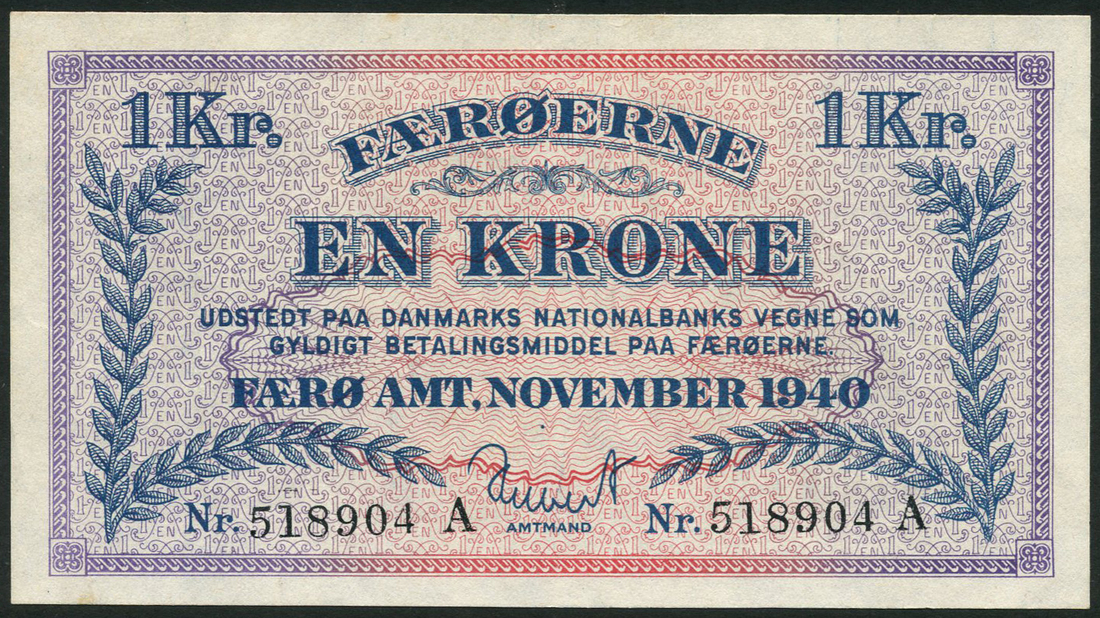 1 Kr.
FÆRØERNE
1 Kr.
EN KRONE
UDSTEDT PAA DANMARKS NATIONALBANKS VEGNE SOM
GYLDIGT BETALINGSMIDDEL PAA FÆRØERNE.
FÆRØ AMT, NOVEMBER 1940
AMTMAND
Nr. 518904 A
Nr. 518904 A